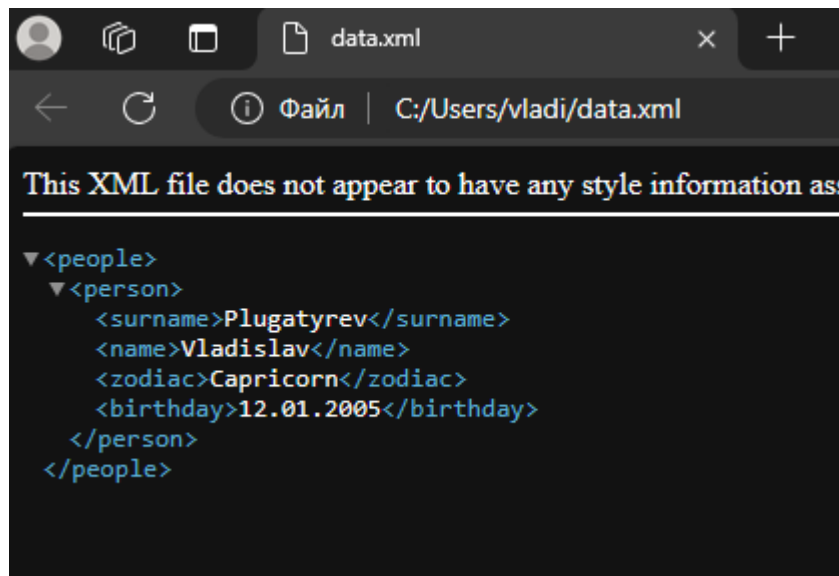 data.xml
Файл C:/Users/vladi/data.xml
This XML file does not appear to have any style information
<people>
<person>
<surname>Plugatyrev</surname>
<name>Vladislav</name>
<zodiac>Capricorn</zodiac>
<birthday>12.01.2005</birthday>
</person>
</people>